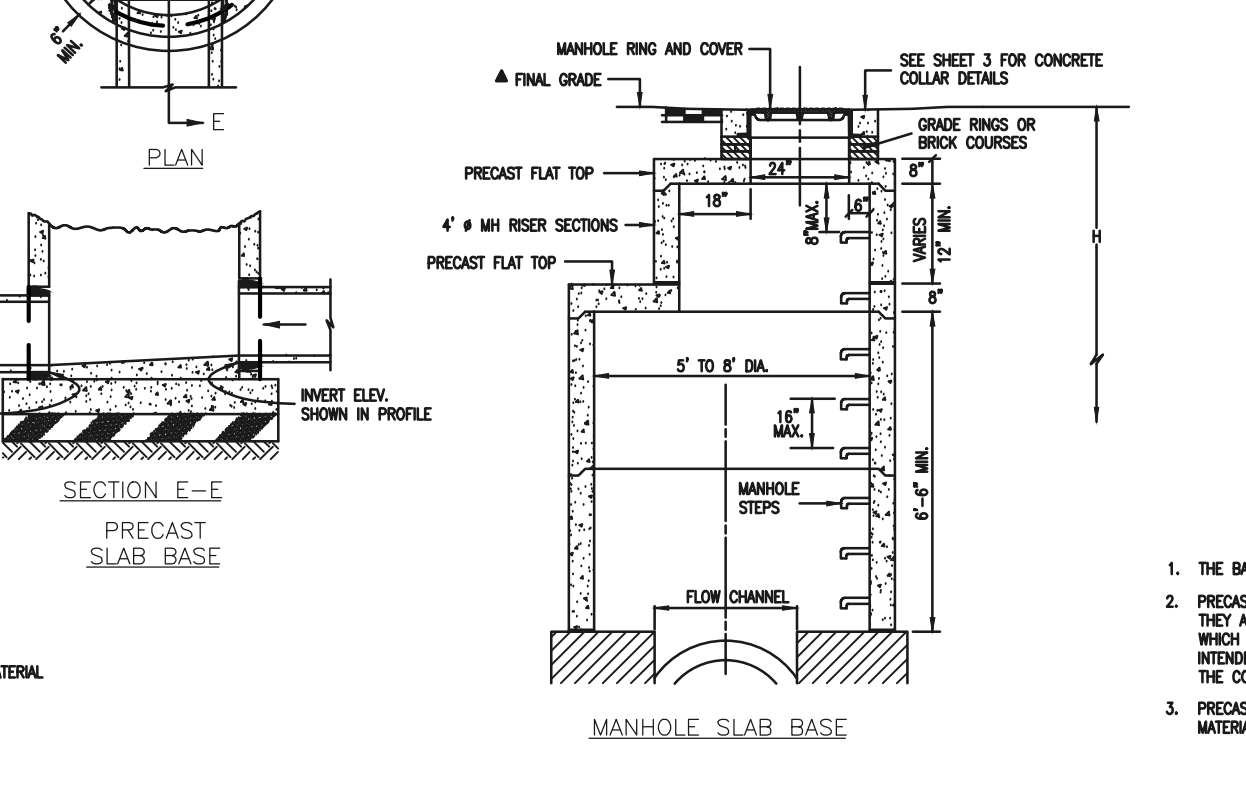 6"
MIN.
E
PLAN
INVERT ELEV.
SHOWN IN PROFILE
SECTION E-E
PRECAST
SLAB BASE
MANHOLE RING AND COVER
▲ FINAL GRADE
SEE SHEET 3 FOR CONCRETE
COLLAR DETAILS
GRADE RINGS OR
BRICK COURSES
PRECAST FLAT TOP
24"
8"
18"
8"MAX.
6"
4' ø MH RISER SECTIONS
VARIES
12" MIN.
H
PRECAST FLAT TOP
8"
5' TO 8' DIA.
16"
MAX.
MANHOLE
STEPS
6'-6" MIN.
FLOW CHANNEL
MANHOLE SLAB BASE
ATERIAL
1. THE BA
2. PRECAS
THEY A
WHICH
INTENDI
THE CO
3. PRECAS
MATERIA